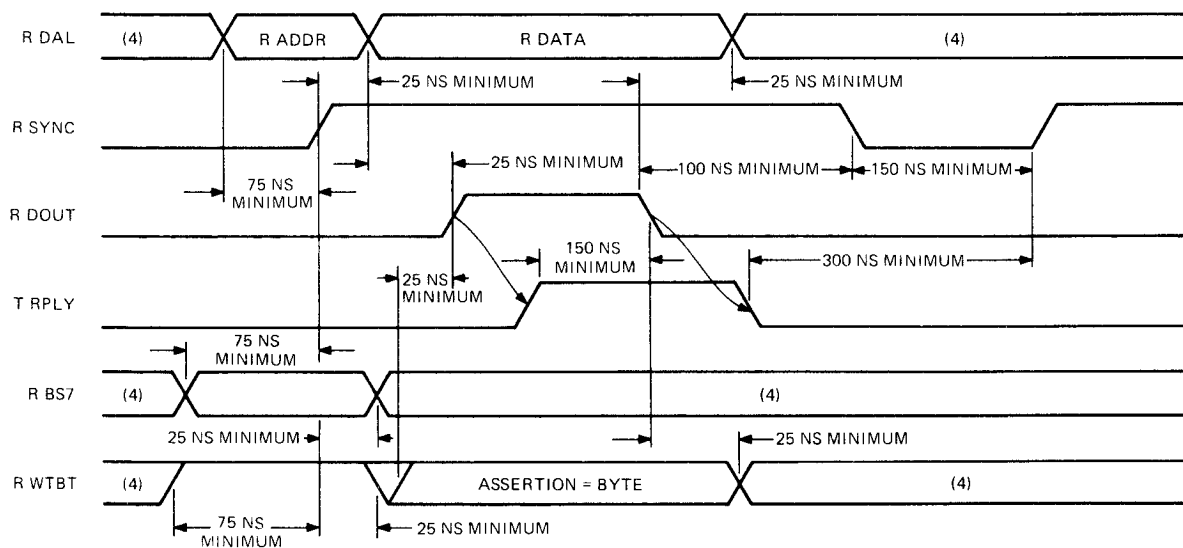 R DAL (4) R ADDR R DATA (4)
25 NS MINIMUM 25 NS MINIMUM
R SYNC
25 NS MINIMUM 100 NS MINIMUM 150 NS MINIMUM
75 NS
MINIMUM
R DOUT
150 NS
MINIMUM
300 NS MINIMUM
25 NS
MINIMUM
T RPLY
75 NS
MINIMUM
R BS7 (4) (4)
25 NS MINIMUM 25 NS MINIMUM
R WTBT (4) ASSERTION = BYTE (4)
75 NS
MINIMUM
25 NS MINIMUM